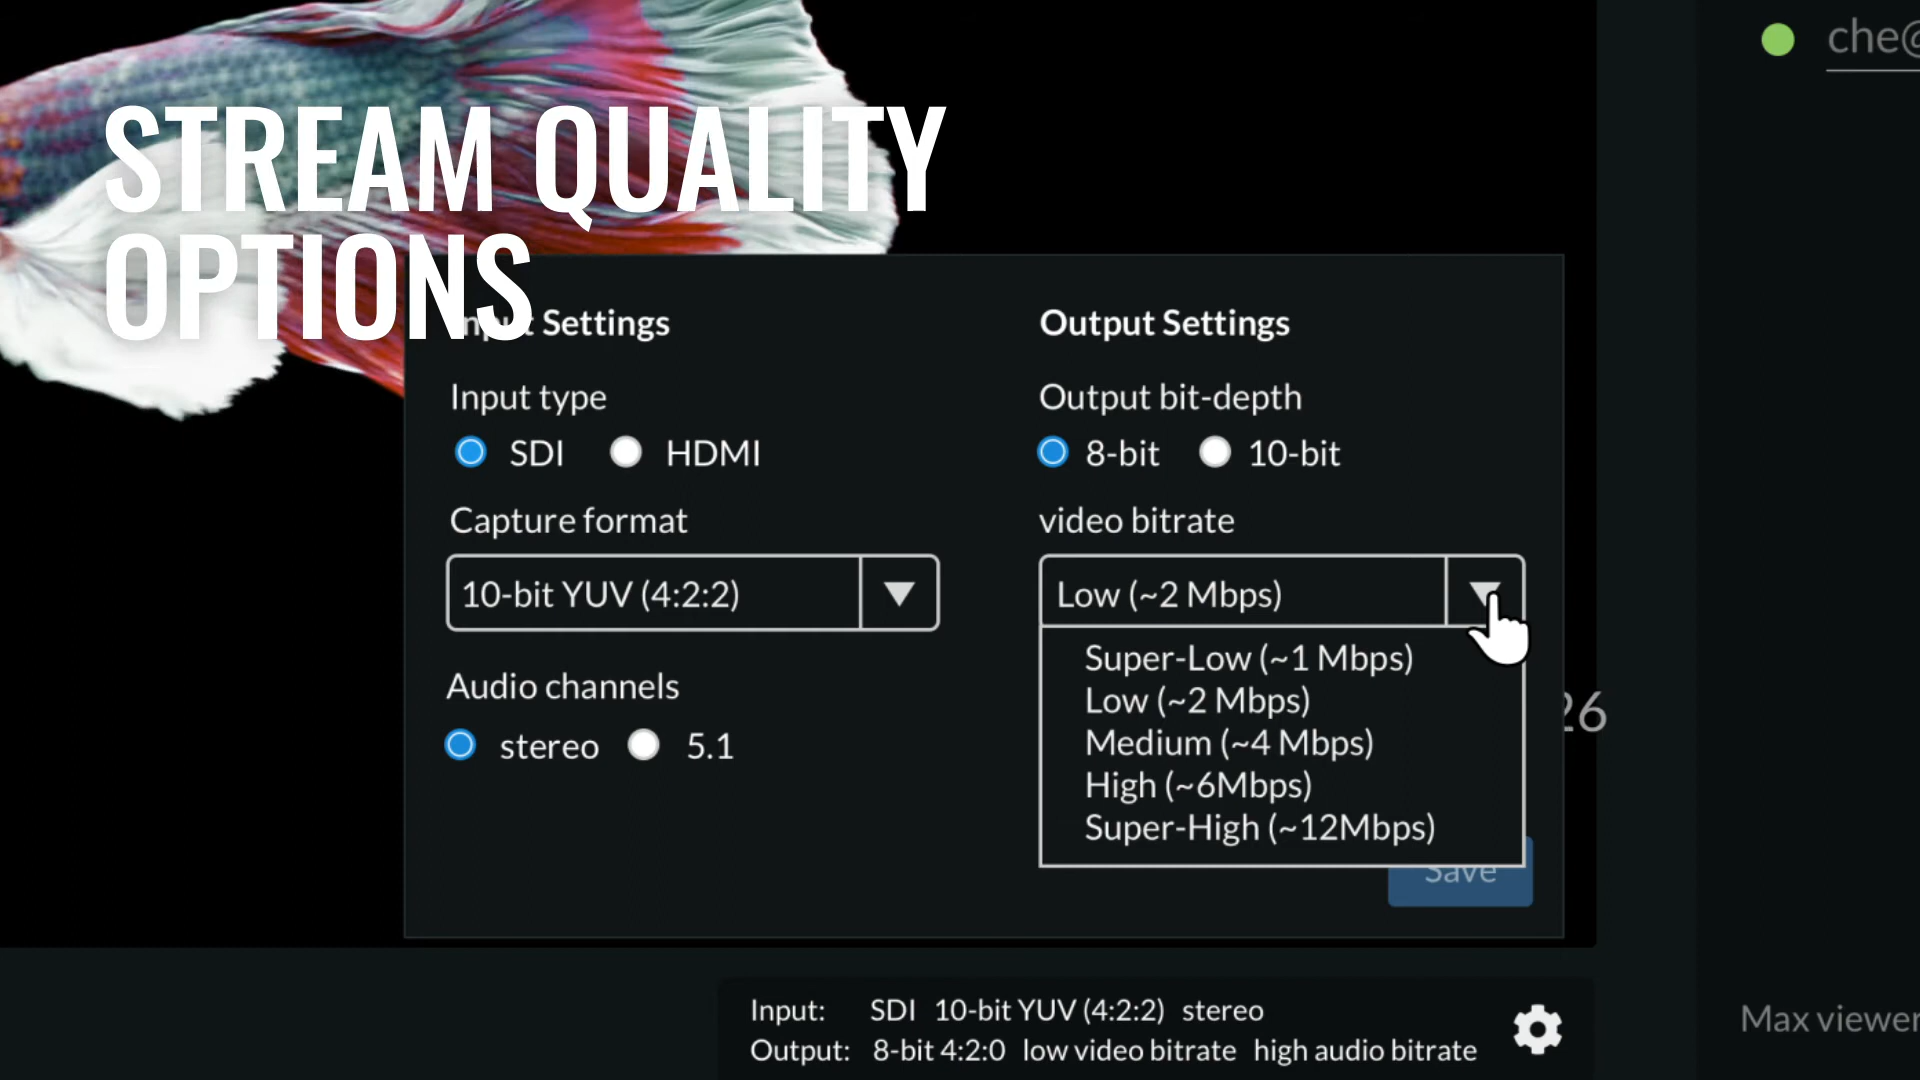 STREAM QUALITY
OPTIONS
Settings
Input type
SDI HDMI
Capture format
10-bit YUV (4:2:2)
Audio channels
stereo 5.1
Output Settings
Output bit-depth
8-bit 10-bit
video bitrate
Low (~2 Mbps)
Super-Low (~1 Mbps)
Low (~2 Mbps)
Medium (~4 Mbps)
High (~6Mbps)
Super-High (~12Mbps)
Save
26
Input: SDI 10-bit YUV (4:2:2) stereo
Output: 8-bit 4:2:0 low video bitrate high audio bitrate
che@
Max viewer